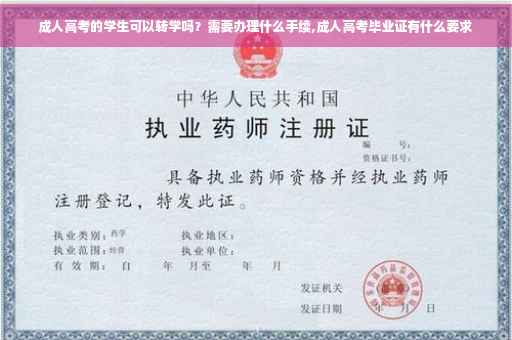 成人高考的学生可以转学吗？需要办理什么手续,成人高考毕业证有什么要求
中华人民共和国
执业药师注册证
编　　号：
资格证书号：
具备执业药师资格并经执业药师
注册登记，特发此证。
执业类别：药学　　执业地区：
执业范围：经营　　执业单位：
有 效 期： 自　　年　　月至　　年　　月
发证机关
发证日期　　年　　月　　日